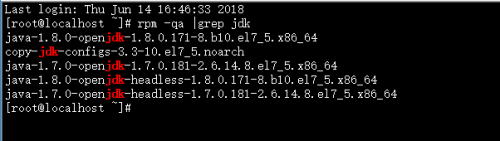 Last login: Thu Jun 14 16:46:33 2018
[root@localhost ~]# rpm -qa |grep jdk
java-1.8.0-openjdk-1.8.0.171-8.b10.el7_5.x86_64
copy-jdk-configs-3.3-10.el7_5.noarch
java-1.7.0-openjdk-1.7.0.181-2.6.14.8.el7_5.x86_64
java-1.8.0-openjdk-headless-1.8.0.171-8.b10.el7_5.x86_64
java-1.7.0-openjdk-headless-1.7.0.181-2.6.14.8.el7_5.x86_64
[root@localhost ~]#